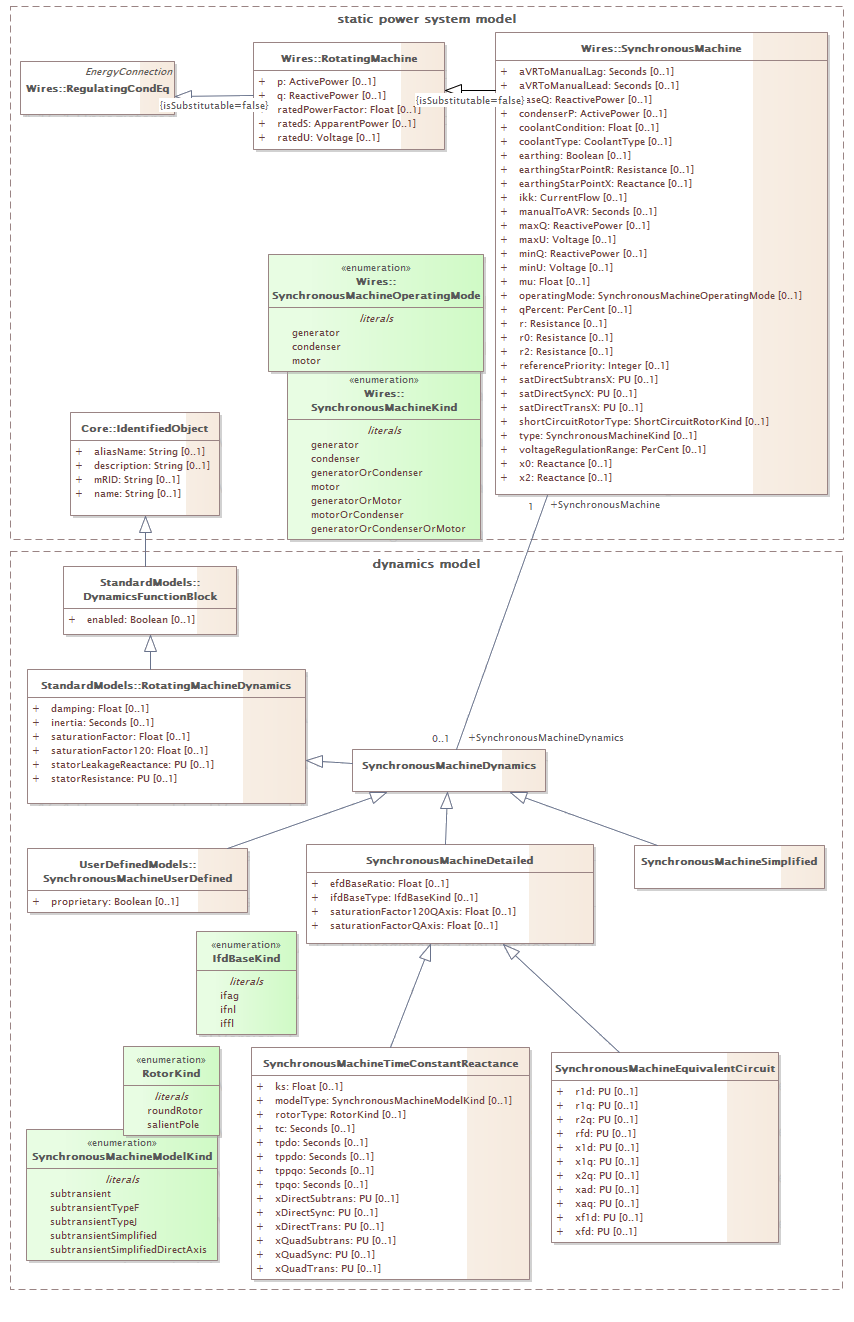 static power system model
EnergyConnection
Wires::RegulatingCondEq
{isSubstitutable=false}
Wires::RotatingMachine
+ p: ActivePower [0..1]
+ q: ReactivePower [0..1]
+ ratedPowerFactor: Float [0..1]
+ ratedS: ApparentPower [0..1]
+ ratedU: Voltage [0..1]
{isSubstitutable=false}
Wires::SynchronousMachine
+ aVRToManualLag: Seconds [0..1]
+ aVRToManualLead: Seconds [0..1]
aseQ: ReactivePower [0..1]
+ condenserP: ActivePower [0..1]
+ coolantCondition: Float [0..1]
+ coolantType: CoolantType [0..1]
+ earthing: Boolean [0..1]
+ earthingStarPointR: Resistance [0..1]
+ earthingStarPointX: Reactance [0..1]
+ ikk: CurrentFlow [0..1]
+ manualToAVR: Seconds [0..1]
+ maxQ: ReactivePower [0..1]
+ maxU: Voltage [0..1]
+ minQ: ReactivePower [0..1]
+ minU: Voltage [0..1]
+ mu: Float [0..1]
+ operatingMode: SynchronousMachineOperatingMode [0..1]
+ qPercent: PerCent [0..1]
+ r: Resistance [0..1]
+ r0: Resistance [0..1]
+ r2: Resistance [0..1]
+ referencePriority: Integer [0..1]
+ satDirectSubtransX: PU [0..1]
+ satDirectSyncX: PU [0..1]
+ satDirectTransX: PU [0..1]
+ shortCircuitRotorType: ShortCircuitRotorKind [0..1]
+ type: SynchronousMachineKind [0..1]
+ voltageRegulationRange: PerCent [0..1]
+ x0: Reactance [0..1]
+ x2: Reactance [0..1]
«enumeration»
Wires::
SynchronousMachineOperatingMode
literals
generator
condenser
motor
«enumeration»
Wires::
SynchronousMachineKind
literals
generator
condenser
generatorOrCondenser
motor
generatorOrMotor
motorOrCondenser
generatorOrCondenserOrMotor
Core::IdentifiedObject
+ aliasName: String [0..1]
+ description: String [0..1]
+ mRID: String [0..1]
+ name: String [0..1]
1 +SynchronousMachine
dynamics model
StandardModels::
DynamicsFunctionBlock
+ enabled: Boolean [0..1]
StandardModels::RotatingMachineDynamics
+ damping: Float [0..1]
+ inertia: Seconds [0..1]
+ saturationFactor: Float [0..1]
+ saturationFactor120: Float [0..1]
+ statorLeakageReactance: PU [0..1]
+ statorResistance: PU [0..1]
0..1 +SynchronousMachineDynamics
SynchronousMachineDynamics
UserDefinedModels::
SynchronousMachineUserDefined
+ proprietary: Boolean [0..1]
SynchronousMachineDetailed
+ efdBaseRatio: Float [0..1]
+ ifdBaseType: IfdBaseKind [0..1]
+ saturationFactor120QAxis: Float [0..1]
+ saturationFactorQAxis: Float [0..1]
SynchronousMachineSimplified
«enumeration»
IfdBaseKind
literals
ifag
ifnl
iffl
«enumeration»
RotorKind
literals
roundRotor
salientPole
«enumeration»
SynchronousMachineModelKind
literals
subtransient
subtransientTypeF
subtransientTypeJ
subtransientSimplified
subtransientSimplifiedDirectAxis
SynchronousMachineTimeConstantReactance
+ ks: Float [0..1]
+ modelType: SynchronousMachineModelKind [0..1]
+ rotorType: RotorKind [0..1]
+ tc: Seconds [0..1]
+ tpdo: Seconds [0..1]
+ tppdo: Seconds [0..1]
+ tppqo: Seconds [0..1]
+ tpqo: Seconds [0..1]
+ xDirectSubtrans: PU [0..1]
+ xDirectSync: PU [0..1]
+ xDirectTrans: PU [0..1]
+ xQuadSubtrans: PU [0..1]
+ xQuadSync: PU [0..1]
+ xQuadTrans: PU [0..1]
SynchronousMachineEquivalentCircuit
+ r1d: PU [0..1]
+ r1q: PU [0..1]
+ r2q: PU [0..1]
+ rfd: PU [0..1]
+ x1d: PU [0..1]
+ x1q: PU [0..1]
+ x2q: PU [0..1]
+ xad: PU [0..1]
+ xaq: PU [0..1]
+ xf1d: PU [0..1]
+ xfd: PU [0..1]